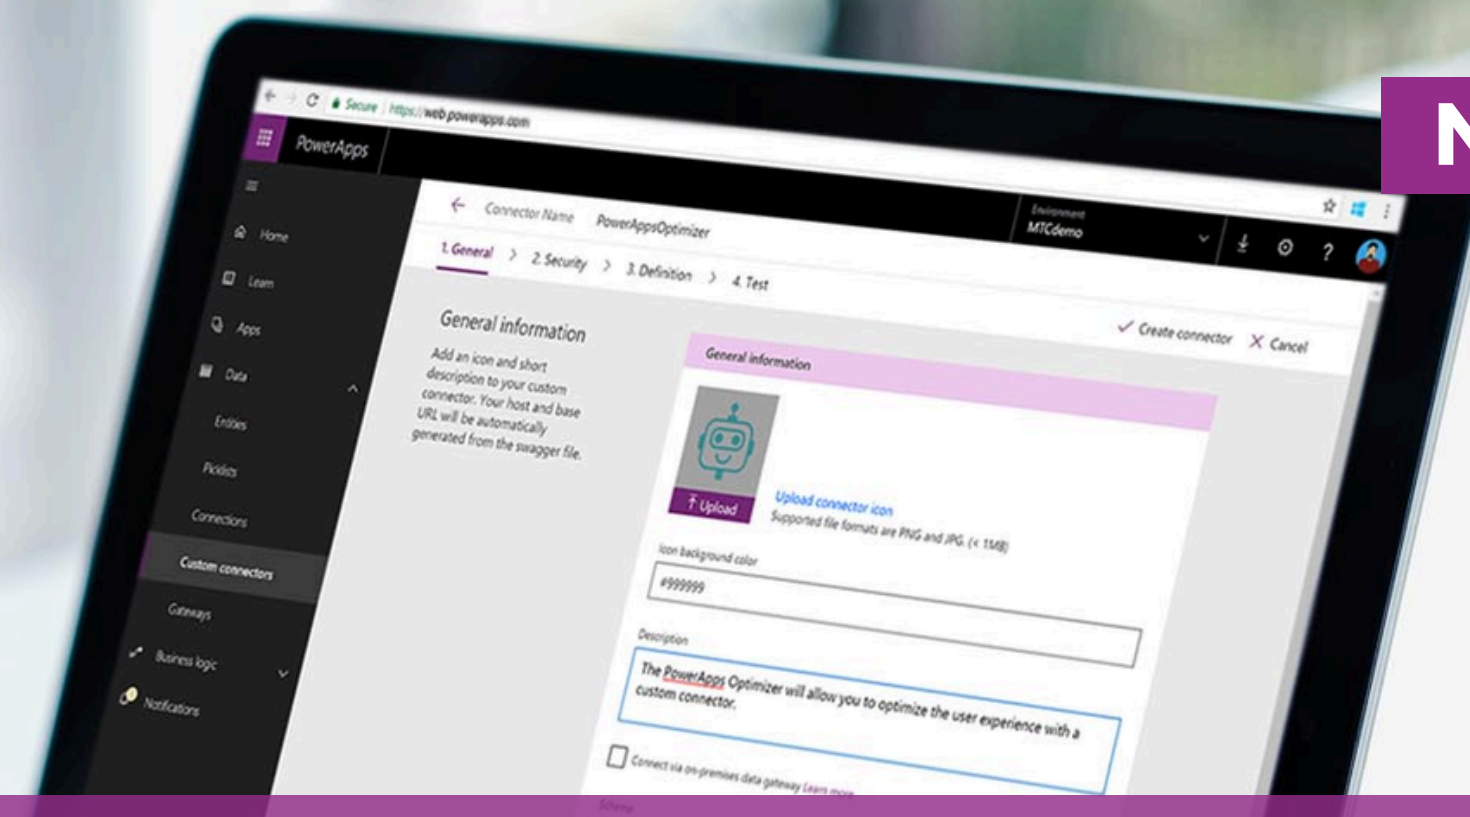 Secure https://web.powerapps.com
N
PowerApps
Environment
MTCdemo
?
Connector Name PowerAppsOptimizer
1. General > 2. Security > 3. Definition > 4. Test
Create connector Cancel
Home
Learn
Apps
Data
Entities
Picklists
Connections
Custom connectors
Gateways
Business logic
Notifications
General information
Add an icon and short
description to your custom
connector. Your host and base
URL will be automatically
generated from the swagger file.
General information
Upload
Upload connector icon
Supported file formats are PNG and JPG. (< 1MB)
Icon background color
#999999
Description
The PowerApps Optimizer will allow you to optimize the user experience with a
custom connector.
Connect via on-premises data gateway Learn more
Scheme